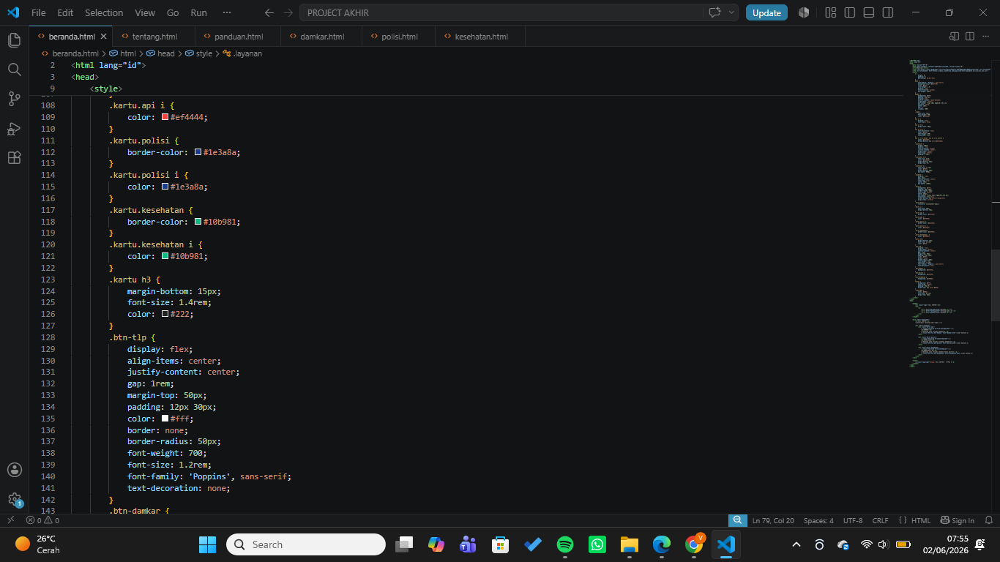 File Edit Selection View Go Run ··· PROJECT AKHIR Update
beranda.html tentang.html panduan.html damkar.html polisi.html kesehatan.html
beranda.html > html > head > style > .layanan
2 <html lang="id">
3 <head>
9 <style>
108 .kartu.api i {
109 color: #ef4444;
110 }
111 .kartu.polisi {
112 border-color: #1e3a8a;
113 }
114 .kartu.polisi i {
115 color: #1e3a8a;
116 }
117 .kartu.kesehatan {
118 border-color: #10b981;
119 }
120 .kartu.kesehatan i {
121 color: #10b981;
122 }
123 .kartu h3 {
124 margin-bottom: 15px;
125 font-size: 1.4rem;
126 color: #222;
127 }
128 .btn-tlp {
129 display: flex;
130 align-items: center;
131 justify-content: center;
132 gap: 1rem;
133 margin-top: 50px;
134 padding: 12px 30px;
135 color: #fff;
136 border: none;
137 border-radius: 50px;
138 font-weight: 700;
139 font-size: 1.2rem;
140 font-family: 'Poppins', sans-serif;
141 text-decoration: none;
142 }
143 .btn-damkar {
1
0 0 Ln 79, Col 20 Spaces: 4 UTF-8 CRLF { } HTML Sign In
26°C
Cerah
Search
V
07:55
02/06/2026